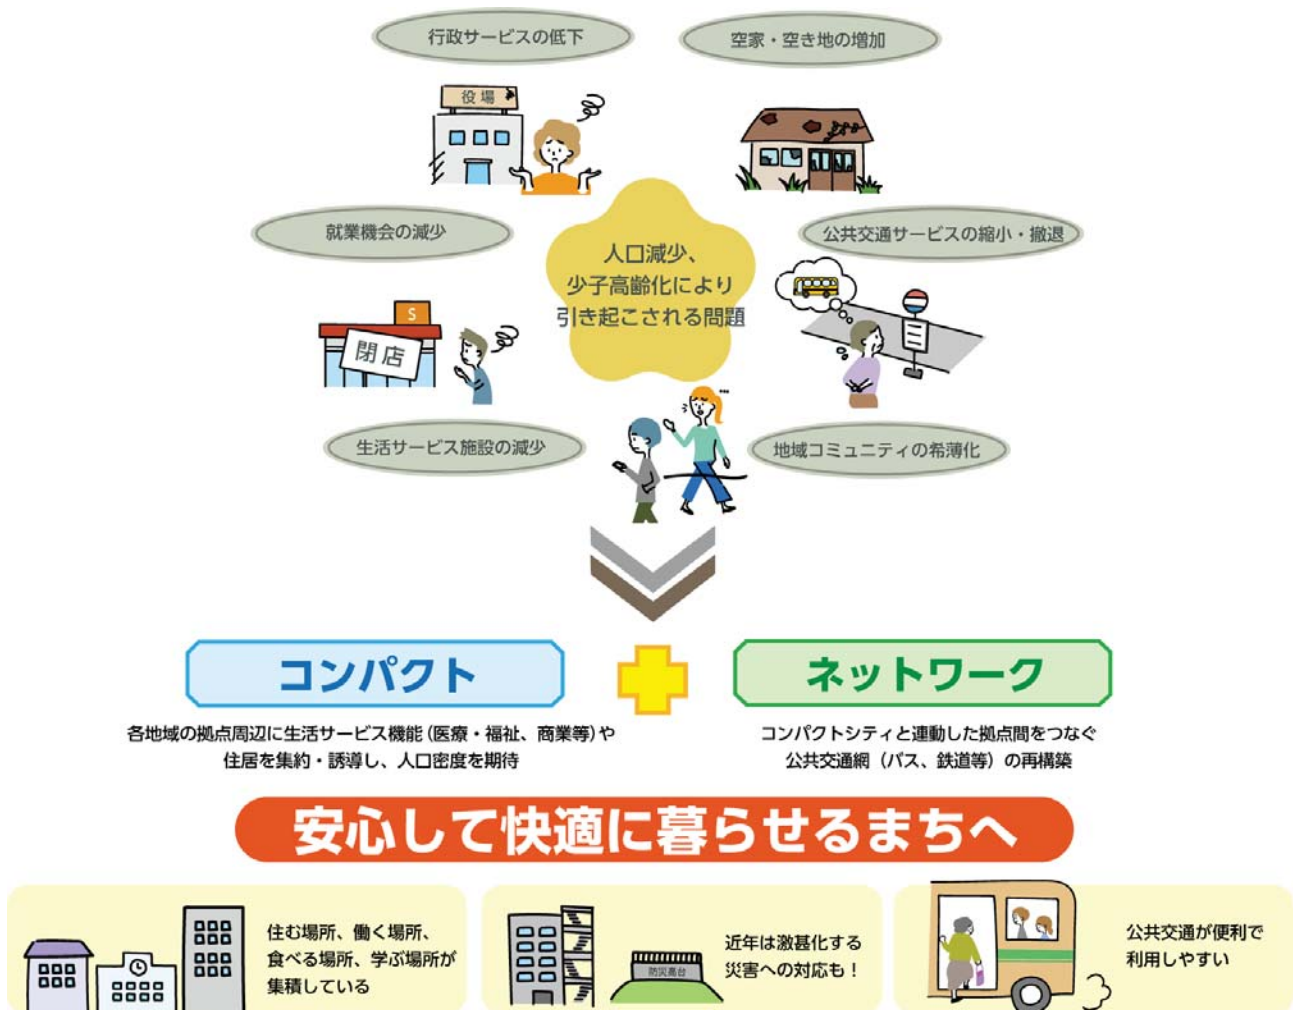 行政サービスの低下
空家・空き地の増加
役場
就業機会の減少
人口減少、
少子高齢化により
引き起こされる問題
公共交通サービスの縮小・撤退
S
閉店
生活サービス施設の減少
地域コミュニティの希薄化
コンパクト
ネットワーク
各地域の拠点周辺に生活サービス機能(医療・福祉、商業等)や
住居を集約・誘導し、人口密度を期待
コンパクトシティと連動した拠点間をつなぐ
公共交通網(バス、鉄道等)の再構築
安心して快適に暮らせるまちへ
住む場所、働く場所、
食べる場所、学ぶ場所が
集積している
防災高台
近年は激甚化する
災害への対応も！
公共交通が便利で
利用しやすい